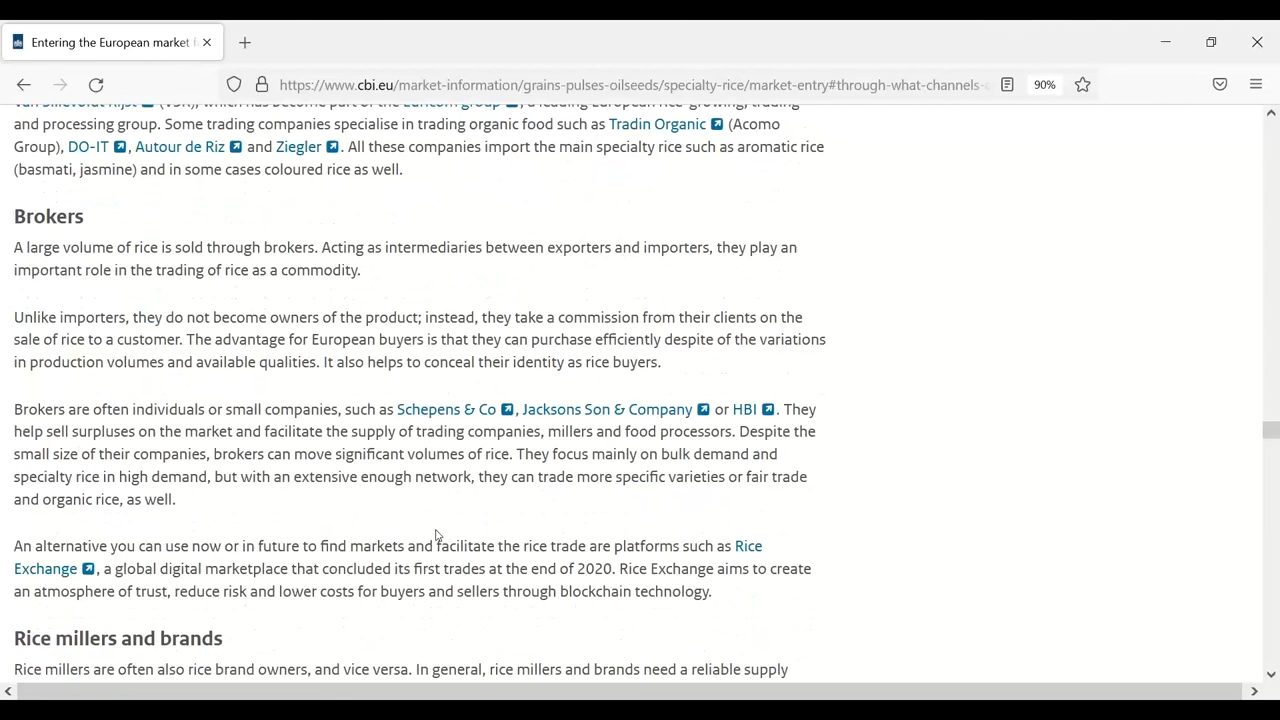 Entering the European market f
https://www.cbi.eu/market-information/grains-pulses-oilseeds/specialty-rice/market-entry#through-what-channels-
90%
Van Sillevoldt Rijst (VSR), which has become part of the Euricom group, a leading European rice-growing, trading
and processing group. Some trading companies specialise in trading organic food such as Tradin Organic (Acomo
Group), DO-IT, Autour de Riz and Ziegler. All these companies import the main specialty rice such as aromatic rice
(basmati, jasmine) and in some cases coloured rice as well.
Brokers
A large volume of rice is sold through brokers. Acting as intermediaries between exporters and importers, they play an
important role in the trading of rice as a commodity.
Unlike importers, they do not become owners of the product; instead, they take a commission from their clients on the
sale of rice to a customer. The advantage for European buyers is that they can purchase efficiently despite of the variations
in production volumes and available qualities. It also helps to conceal their identity as rice buyers.
Brokers are often individuals or small companies, such as Schepens & Co, Jacksons Son & Company or HBI. They
help sell surpluses on the market and facilitate the supply of trading companies, millers and food processors. Despite the
small size of their companies, brokers can move significant volumes of rice. They focus mainly on bulk demand and
specialty rice in high demand, but with an extensive enough network, they can trade more specific varieties or fair trade
and organic rice, as well.
An alternative you can use now or in future to find markets and facilitate the rice trade are platforms such as Rice
Exchange, a global digital marketplace that concluded its first trades at the end of 2020. Rice Exchange aims to create
an atmosphere of trust, reduce risk and lower costs for buyers and sellers through blockchain technology.
Rice millers and brands
Rice millers are often also rice brand owners, and vice versa. In general, rice millers and brands need a reliable supply